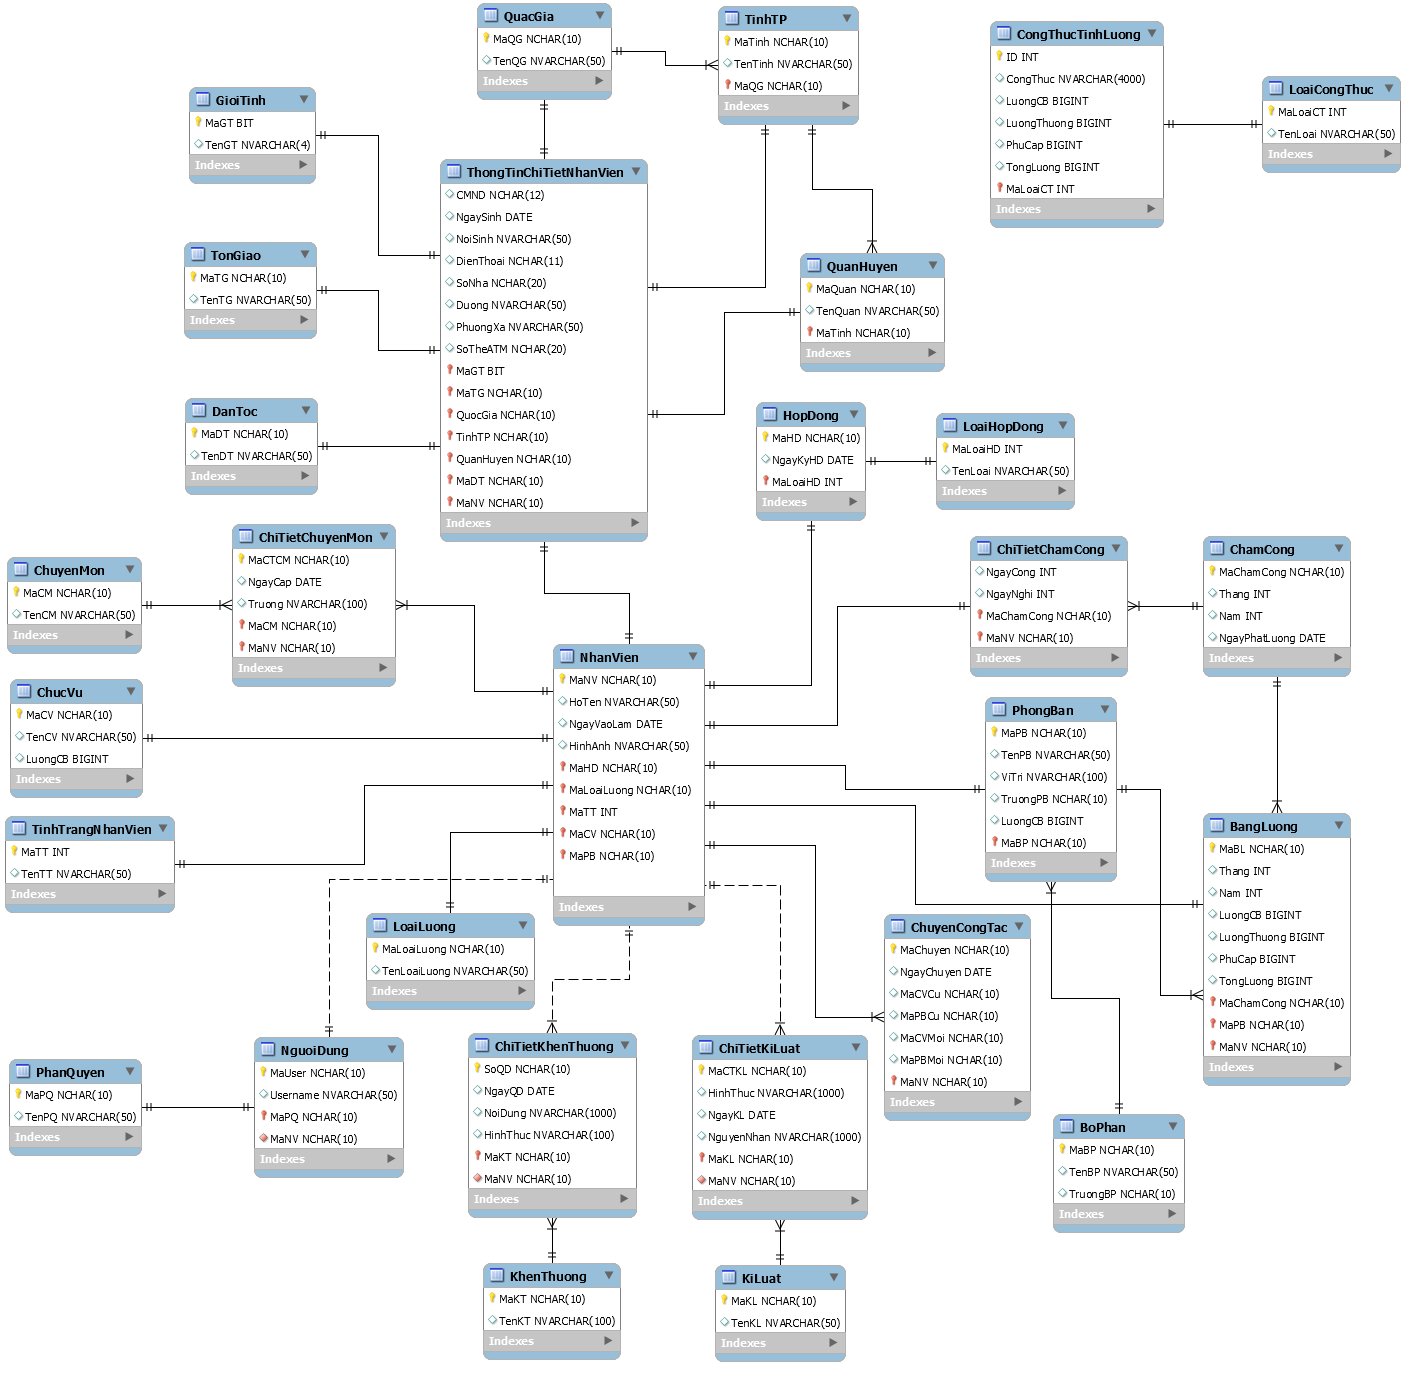 QuacGia
MaQG NCHAR(10)
TenQG NVARCHAR(50)
Indexes
TinhTP
MaTinh NCHAR(10)
TenTinh NVARCHAR(50)
MaQG NCHAR(10)
Indexes
CongThucTinhLuong
ID INT
CongThuc NVARCHAR(4000)
LuongCB BIGINT
LuongThuong BIGINT
PhuCap BIGINT
TongLuong BIGINT
MaLoaiCT INT
Indexes
LoaiCongThuc
MaLoaiCT INT
TenLoai NVARCHAR(50)
Indexes
GioiTinh
MaGT BIT
TenGT NVARCHAR(4)
Indexes
ThongTinChiTietNhanVien
CMND NCHAR(12)
NgaySinh DATE
NoiSinh NVARCHAR(50)
DienThoai NCHAR(11)
SoNha NCHAR(20)
Duong NVARCHAR(50)
PhuongXa NVARCHAR(50)
SoTheATM NCHAR(20)
MaGT BIT
MaTG NCHAR(10)
QuocGia NCHAR(10)
TinhTP NCHAR(10)
QuanHuyen NCHAR(10)
MaDT NCHAR(10)
MaNV NCHAR(10)
Indexes
TonGiao
MaTG NCHAR(10)
TenTG NVARCHAR(50)
Indexes
QuanHuyen
MaQuan NCHAR(10)
TenQuan NVARCHAR(50)
MaTinh NCHAR(10)
Indexes
DanToc
MaDT NCHAR(10)
TenDT NVARCHAR(50)
Indexes
HopDong
MaHD NCHAR(10)
NgayKyHD DATE
MaLoaiHD INT
Indexes
LoaiHopDong
MaLoaiHD INT
TenLoai NVARCHAR(50)
Indexes
ChiTietChuyenMon
MaCTCM NCHAR(10)
NgayCap DATE
Truong NVARCHAR(100)
MaCM NCHAR(10)
MaNV NCHAR(10)
Indexes
ChuyenMon
MaCM NCHAR(10)
TenCM NVARCHAR(50)
Indexes
ChiTietChamCong
NgayCong INT
NgayNghi INT
MaChamCong NCHAR(10)
MaNV NCHAR(10)
Indexes
ChamCong
MaChamCong NCHAR(10)
Thang INT
Nam INT
NgayPhatLuong DATE
Indexes
NhanVien
MaNV NCHAR(10)
HoTen NVARCHAR(50)
NgayVaoLam DATE
HinhAnh NVARCHAR(50)
MaHD NCHAR(10)
MaLoaiLuong NCHAR(10)
MaTT INT
MaCV NCHAR(10)
MaPB NCHAR(10)
Indexes
ChucVu
MaCV NCHAR(10)
TenCV NVARCHAR(50)
LuongCB BIGINT
Indexes
PhongBan
MaPB NCHAR(10)
TenPB NVARCHAR(50)
ViTri NVARCHAR(100)
TruongPB NCHAR(10)
LuongCB BIGINT
MaBP NCHAR(10)
Indexes
TinhTrangNhanVien
MaTT INT
TenTT NVARCHAR(50)
Indexes
BangLuong
MaBL NCHAR(10)
Thang INT
Nam INT
LuongCB BIGINT
LuongThuong BIGINT
PhuCap BIGINT
TongLuong BIGINT
MaChamCong NCHAR(10)
MaPB NCHAR(10)
MaNV NCHAR(10)
Indexes
LoaiLuong
MaLoaiLuong NCHAR(10)
TenLoaiLuong NVARCHAR(50)
Indexes
ChuyenCongTac
MaChuyen NCHAR(10)
NgayChuyen DATE
MaCVCu NCHAR(10)
MaPBCu NCHAR(10)
MaCVMoi NCHAR(10)
MaPBMoi NCHAR(10)
MaNV NCHAR(10)
Indexes
PhanQuyen
MaPQ NCHAR(10)
TenPQ NVARCHAR(50)
Indexes
NguoiDung
MaUser NCHAR(10)
Username NVARCHAR(50)
MaPQ NCHAR(10)
MaNV NCHAR(10)
Indexes
ChiTietKhenThuong
SoQD NCHAR(10)
NgayQD DATE
NoiDung NVARCHAR(1000)
HinhThuc NVARCHAR(100)
MaKT NCHAR(10)
MaNV NCHAR(10)
Indexes
ChiTietKiLuat
MaCTKL NCHAR(10)
HinhThuc NVARCHAR(1000)
NgayKL DATE
NguyenNhan NVARCHAR(1000)
MaKL NCHAR(10)
MaNV NCHAR(10)
Indexes
BoPhan
MaBP NCHAR(10)
TenBP NVARCHAR(50)
TruongBP NCHAR(10)
Indexes
KhenThuong
MaKT NCHAR(10)
TenKT NVARCHAR(100)
Indexes
KiLuat
MaKL NCHAR(10)
TenKL NVARCHAR(50)
Indexes